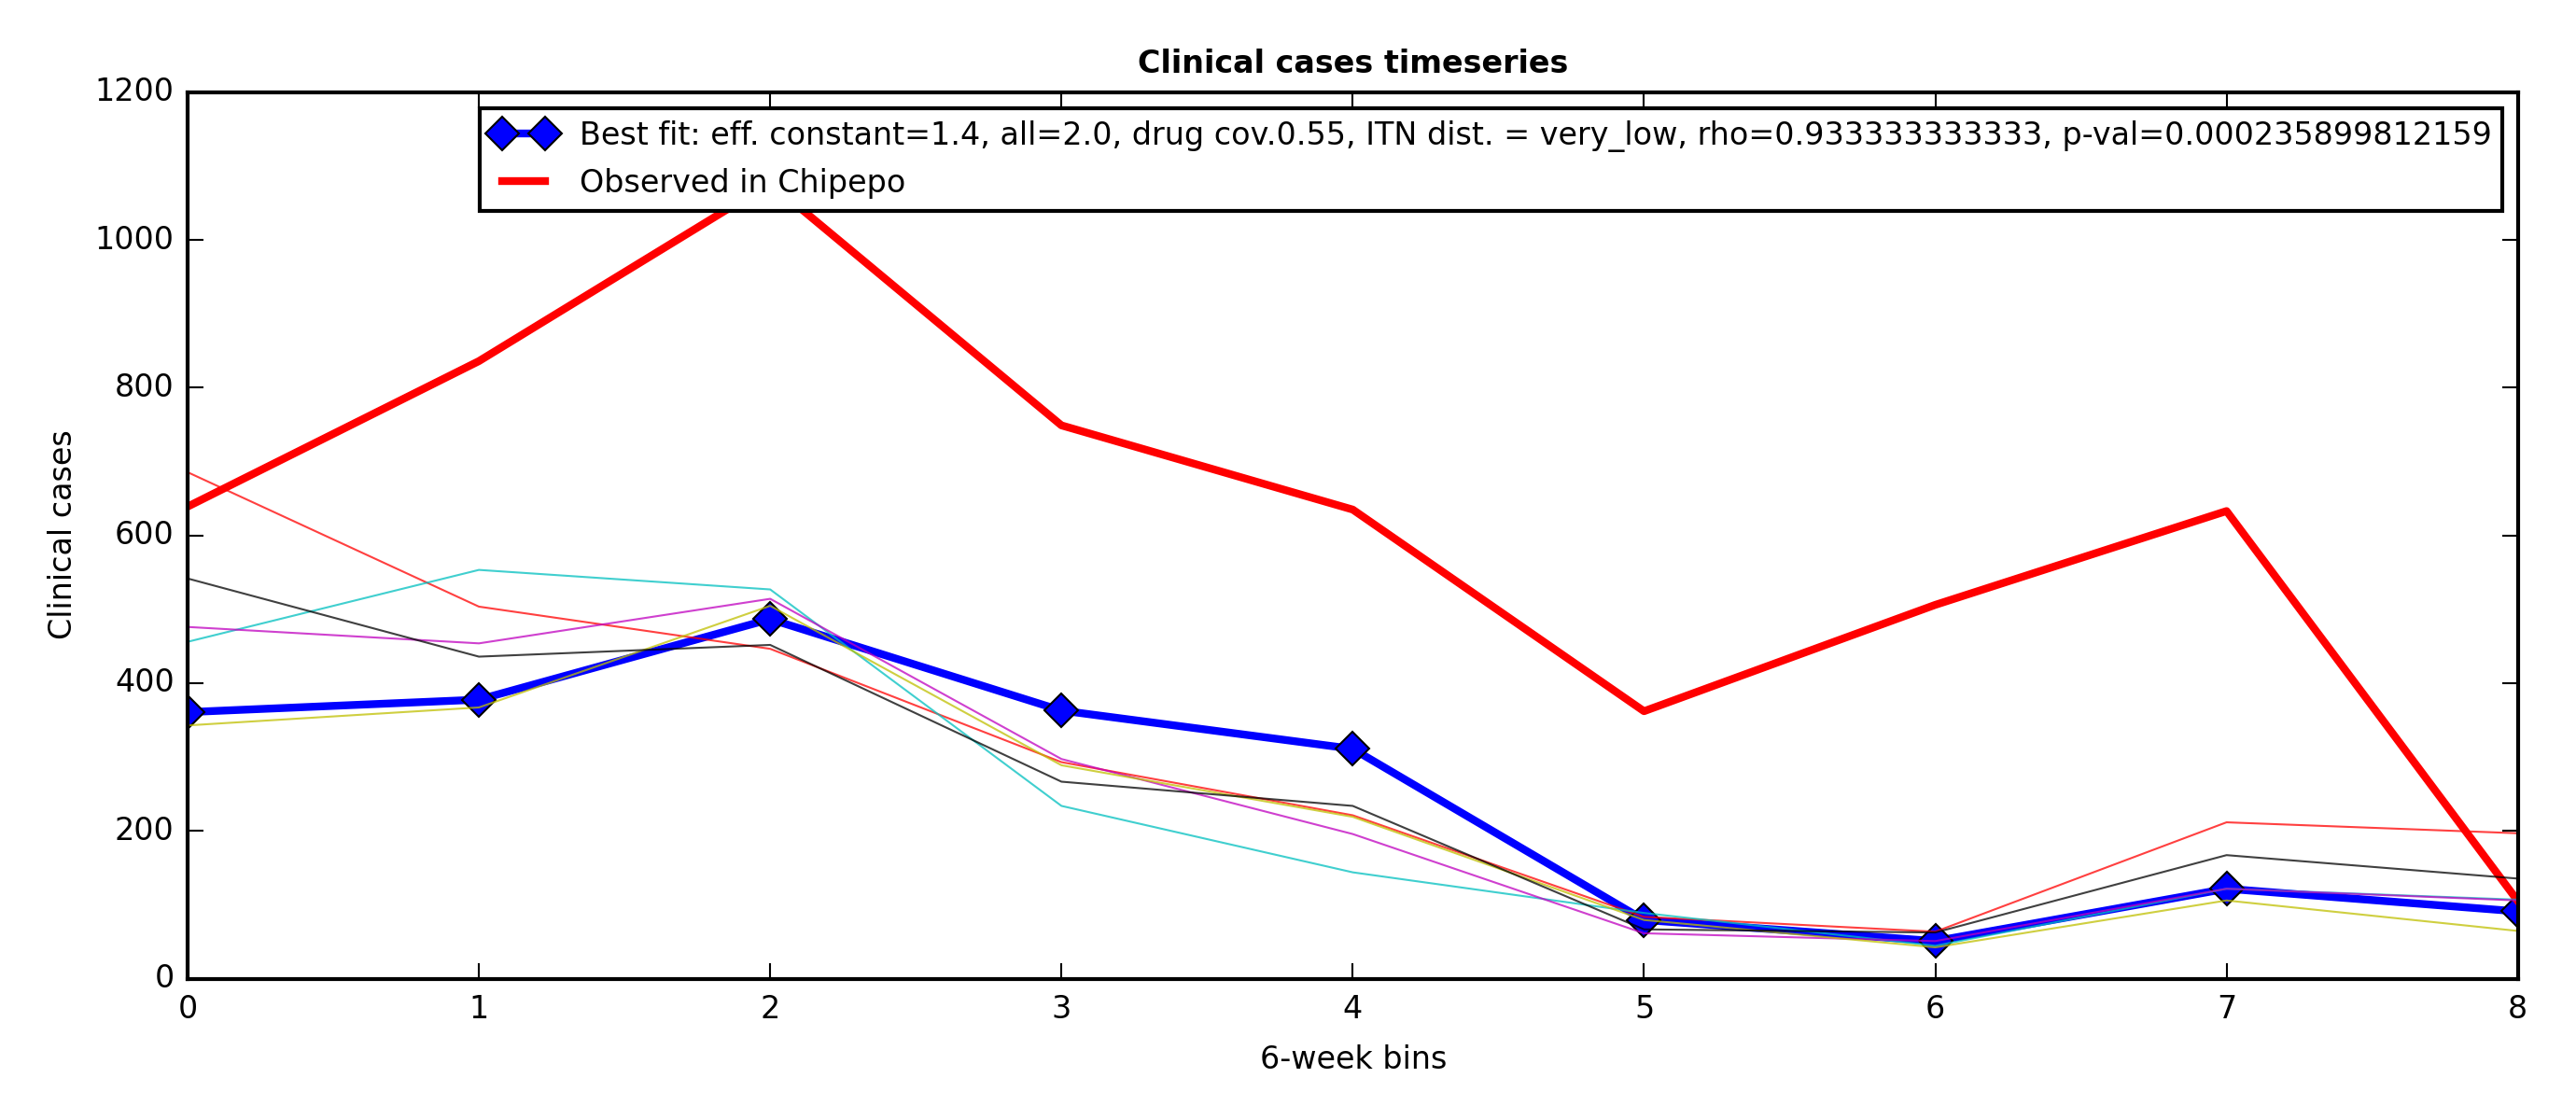 Clinical cases timeseries
1200
1000
800
600
400
200
0
Clinical cases
Best fit: eff. constant=1.4, all=2.0, drug cov.0.55, ITN dist. = very_low, rho=0.933333333333, p-val=0.000235899812159
Observed in Chipepo
0 1 2 3 4 5 6 7 8
6-week bins